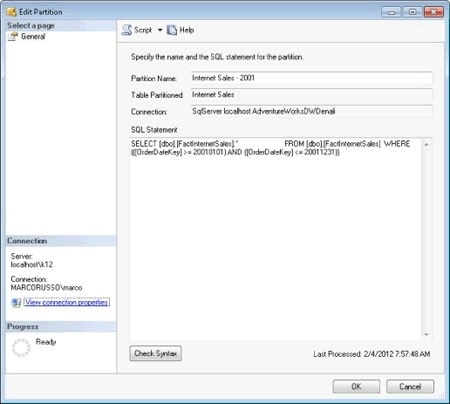 Edit Partition
Select a page
General
Script Help
Specify the name and the SQL statement for the partition.
Partition Name: Internet Sales - 2001
Table Partitioned: Internet Sales
Connection: SqlServer localhost AdventureWorksDWDenali
SQL Statement
SELECT [dbo].[FactInternetSales].* FROM [dbo].[FactInternetSales] WHERE
(([OrderDateKey] >= 20010101) AND ([OrderDateKey] <= 20011231))
Connection
Server:
localhost\k12
Connection:
MARCORUSSO\marco
View connection properties
Progress
Ready
Check Syntax
Last Processed: 2/4/2012 7:57:48 AM
OK Cancel